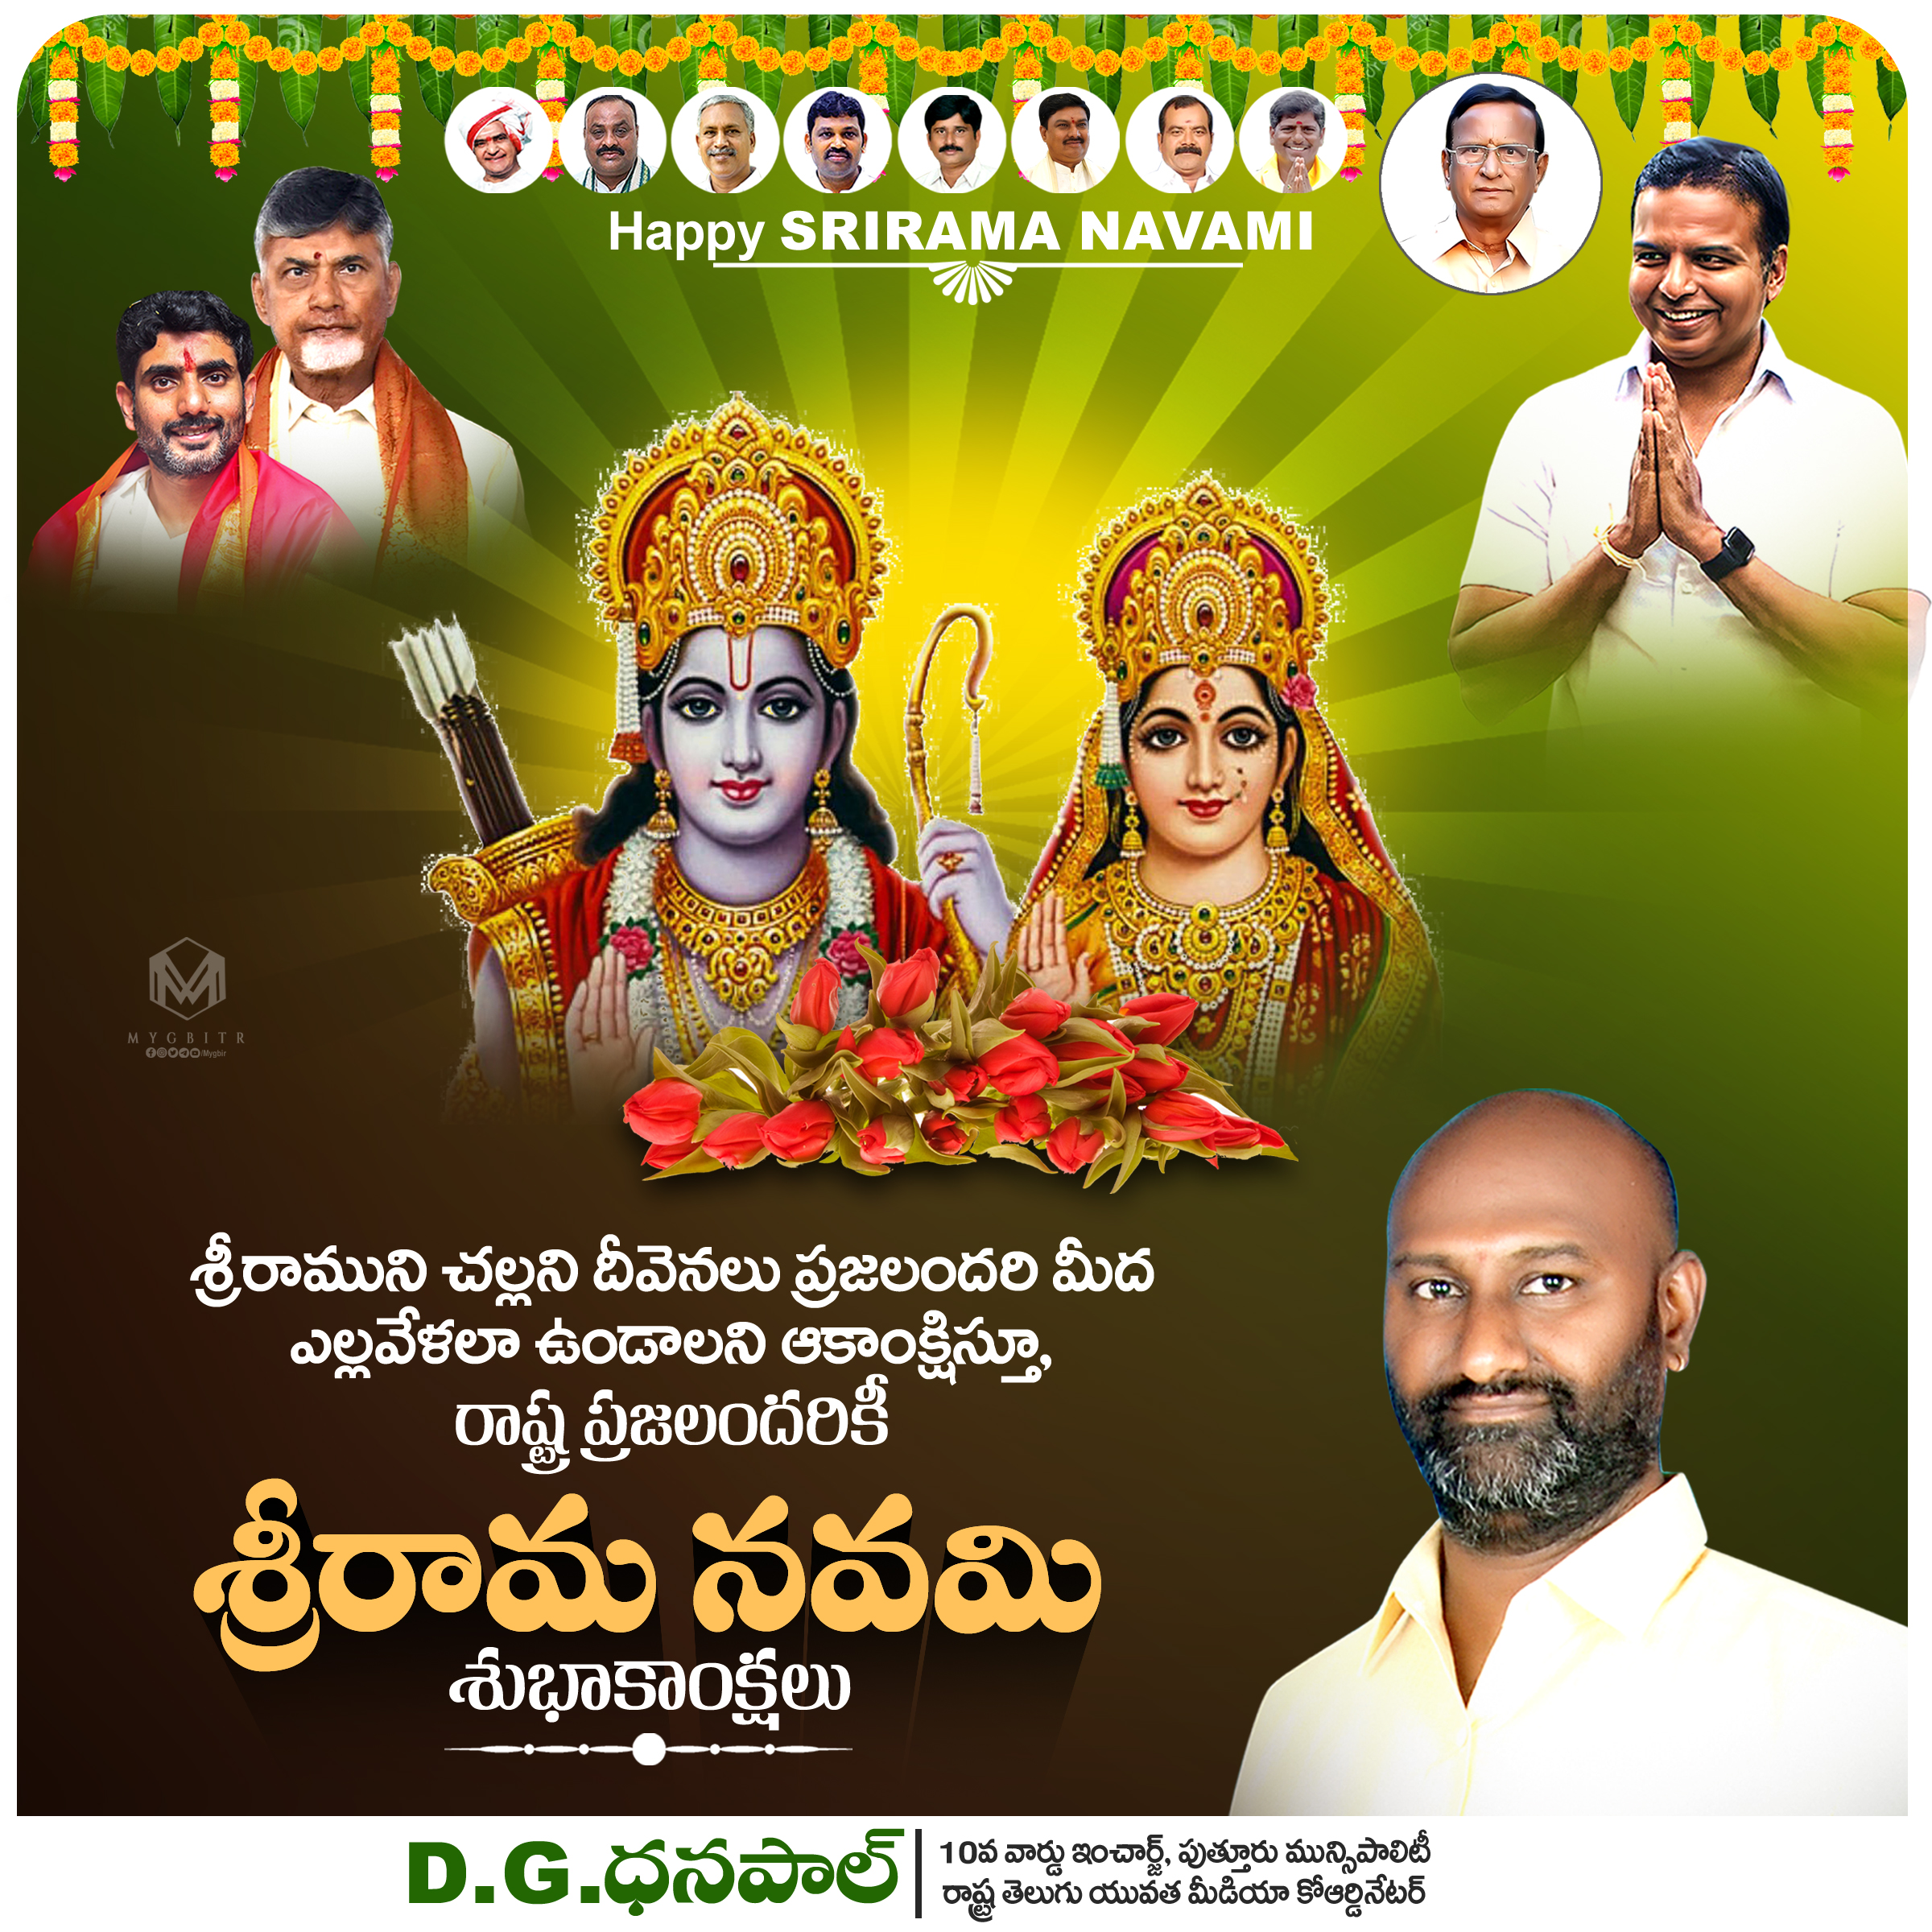 Happy SRIRAMA NAVAMI
MYGBITR
/Mygbir
శ్రీరాముని చల్లని దీవెనలు ప్రజలందరి మీద
ఎల్లవేళలా ఉండాలని ఆకాంక్షిస్తూ,
రాష్ట్ర ప్రజలందరికీ
శ్రీరామ నవమి
శుభాకాంక్షలు
D.G.ధనపాల్
10వ వార్డు ఇంచార్జ్, పుత్తూరు మున్సిపాలిటీ
రాష్ట్ర తెలుగు యువత మీడియా కోఆర్డినేటర్